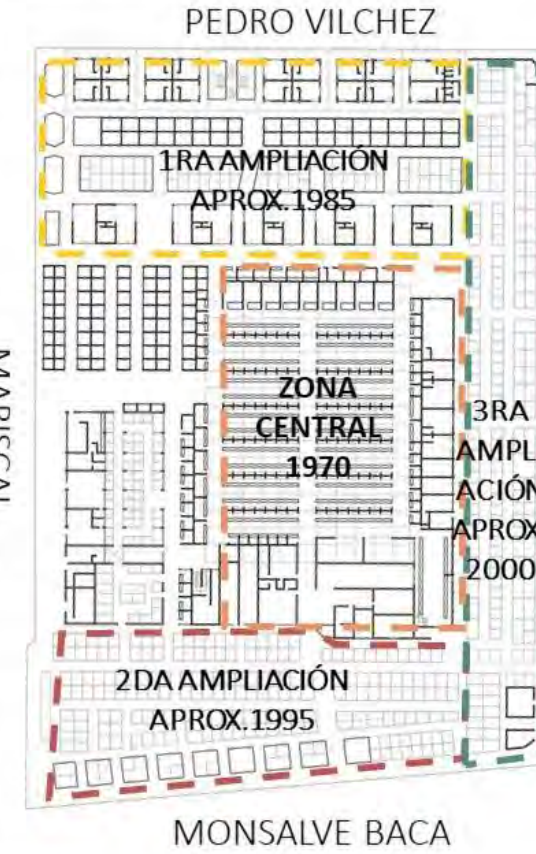 PEDRO VILCHEZ
1RA AMPLIACIÓN
APROX.1985
MARISCAL
ZONA
CENTRAL
1970
3RA
AMPLI
ACIÓN
APROX
2000
2DA AMPLIACIÓN
APROX.1995
MONSALVE BACA